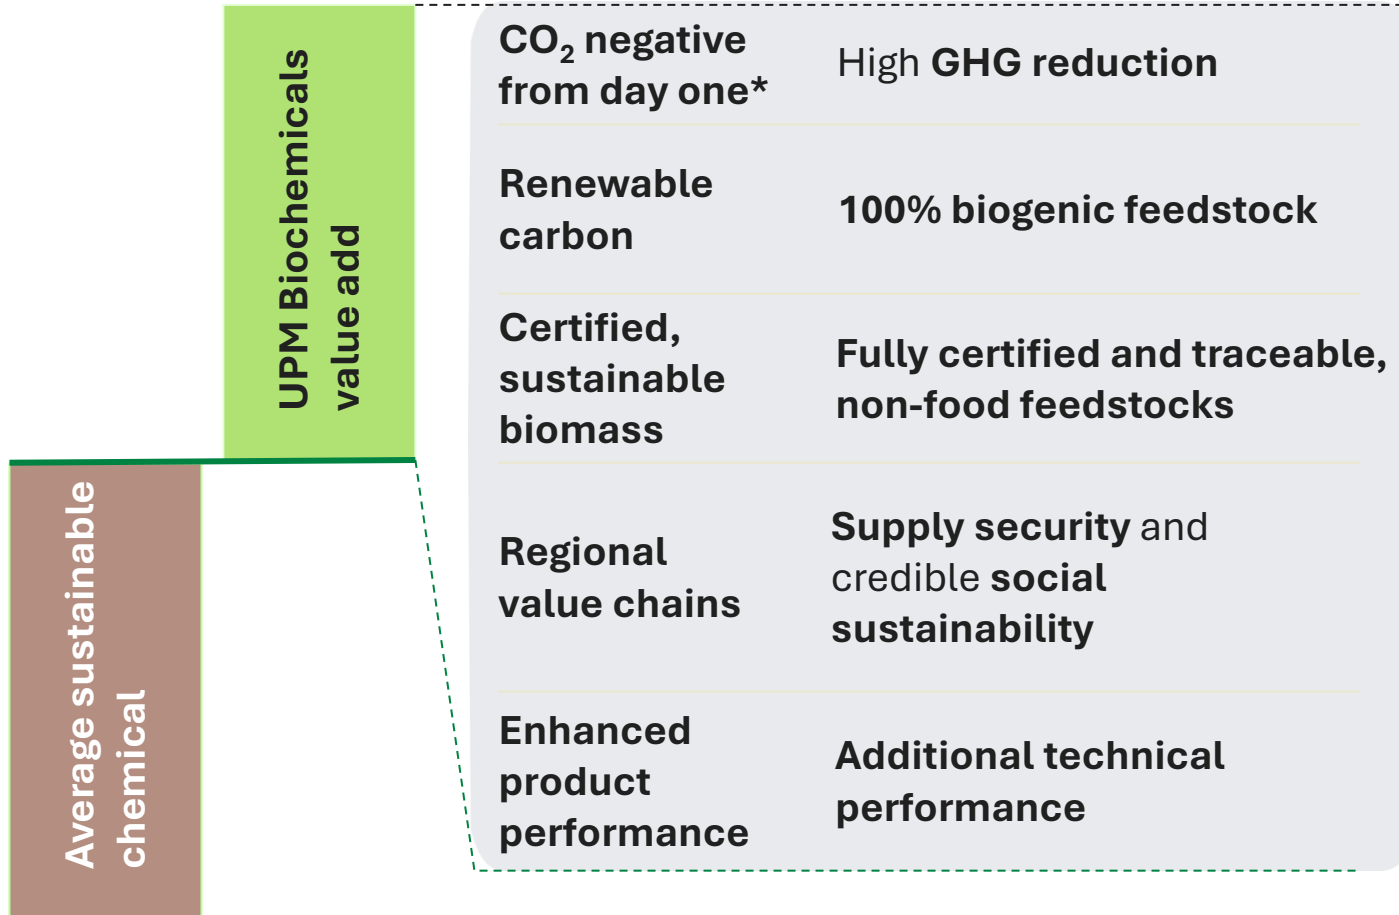 UPM Biochemicals
value add
Average sustainable
chemical
CO₂ negative
from day one*
High GHG reduction
Renewable
carbon
100% biogenic feedstock
Certified,
sustainable
biomass
Fully certified and traceable,
non-food feedstocks
Regional
value chains
Supply security and
credible social
sustainability
Enhanced
product
performance
Additional technical
performance